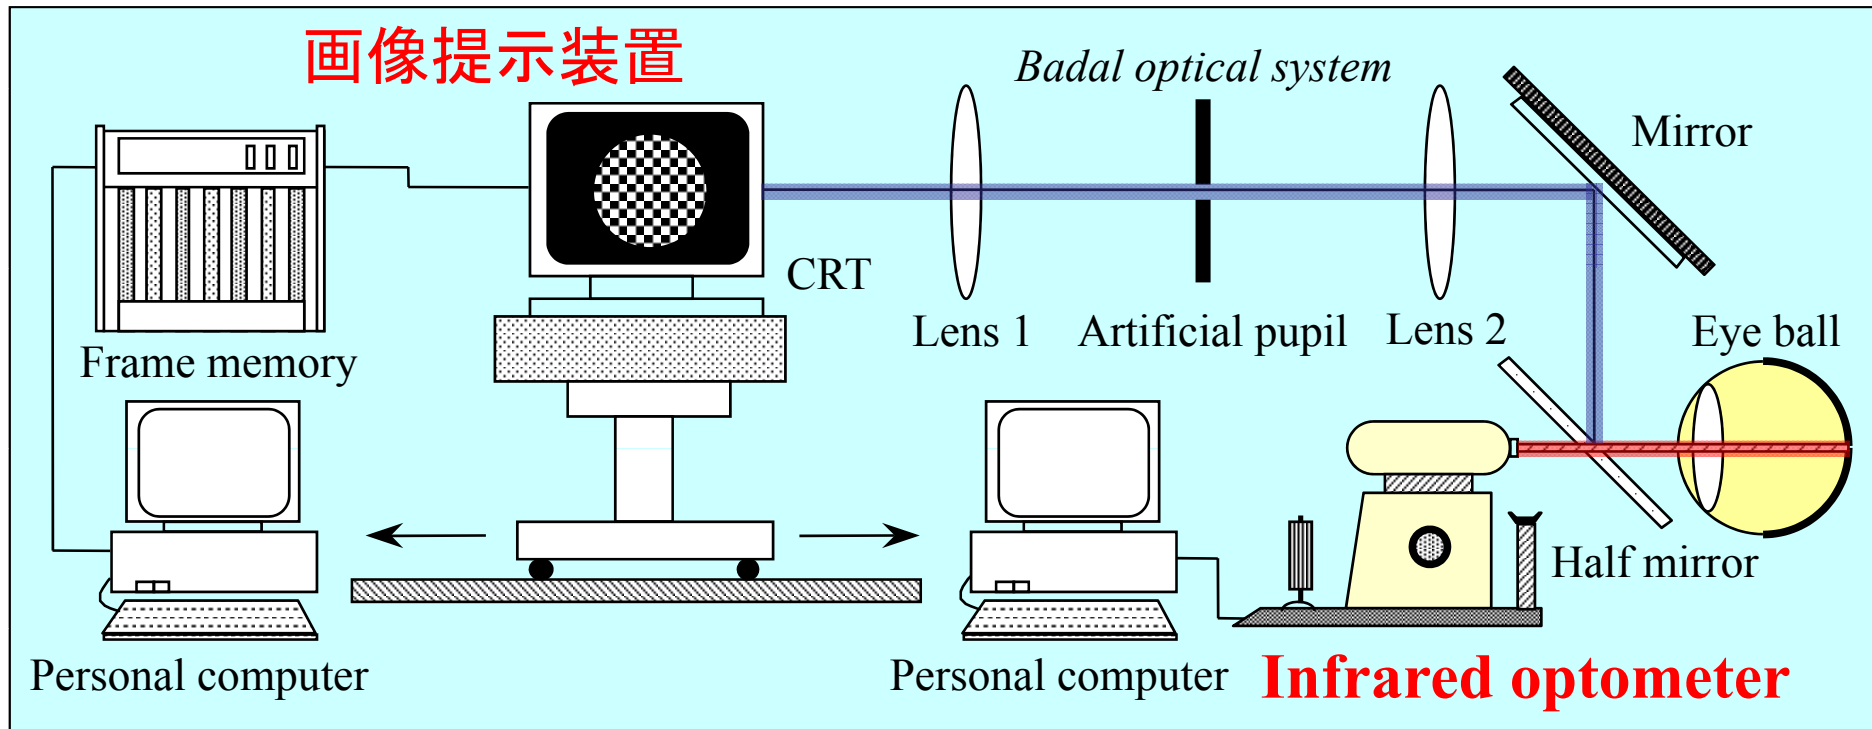 画像提示装置
Badal optical system
Mirror
CRT
Lens 1
Artificial pupil
Lens 2
Eye ball
Frame memory
Half mirror
Personal computer
Personal computer
Infrared optometer